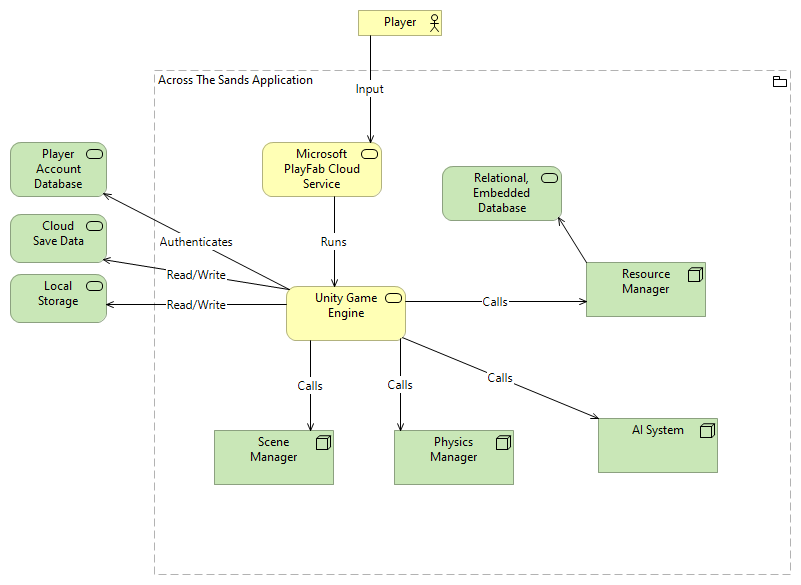 Player
Across The Sands Application
Input
Player
Account
Database
Microsoft
PlayFab Cloud
Service
Relational,
Embedded
Database
Cloud
Save Data
Authenticates
Runs
Read/Write
Resource
Manager
Local
Storage
Read/Write
Unity Game
Engine
Calls
Calls
Calls
Calls
Scene
Manager
Physics
Manager
AI System